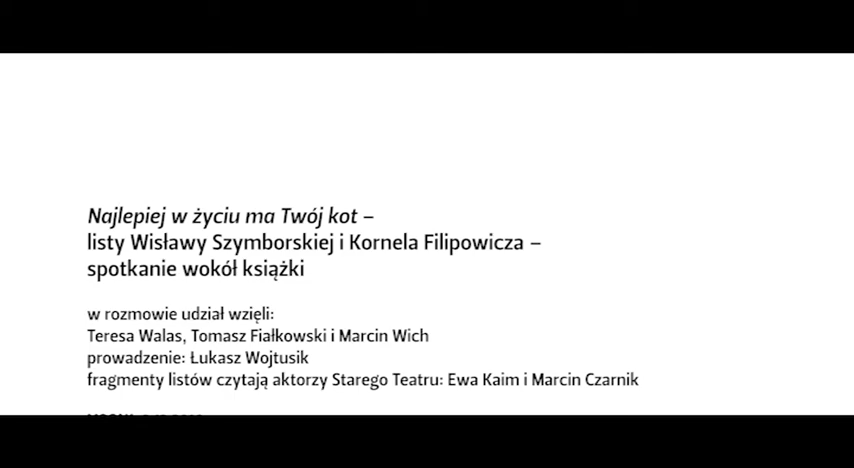 Najlepiej w życiu ma Twój kot –
listy Wisławy Szymborskiej i Kornela Filipowicza –
spotkanie wokół książki
w rozmowie udział wzięli:
Teresa Walas, Tomasz Fiałkowski i Marcin Wich
prowadzenie: Łukasz Wojtusik
fragmenty listów czytają aktorzy Starego Teatru: Ewa Kaim i Marcin Czarnik